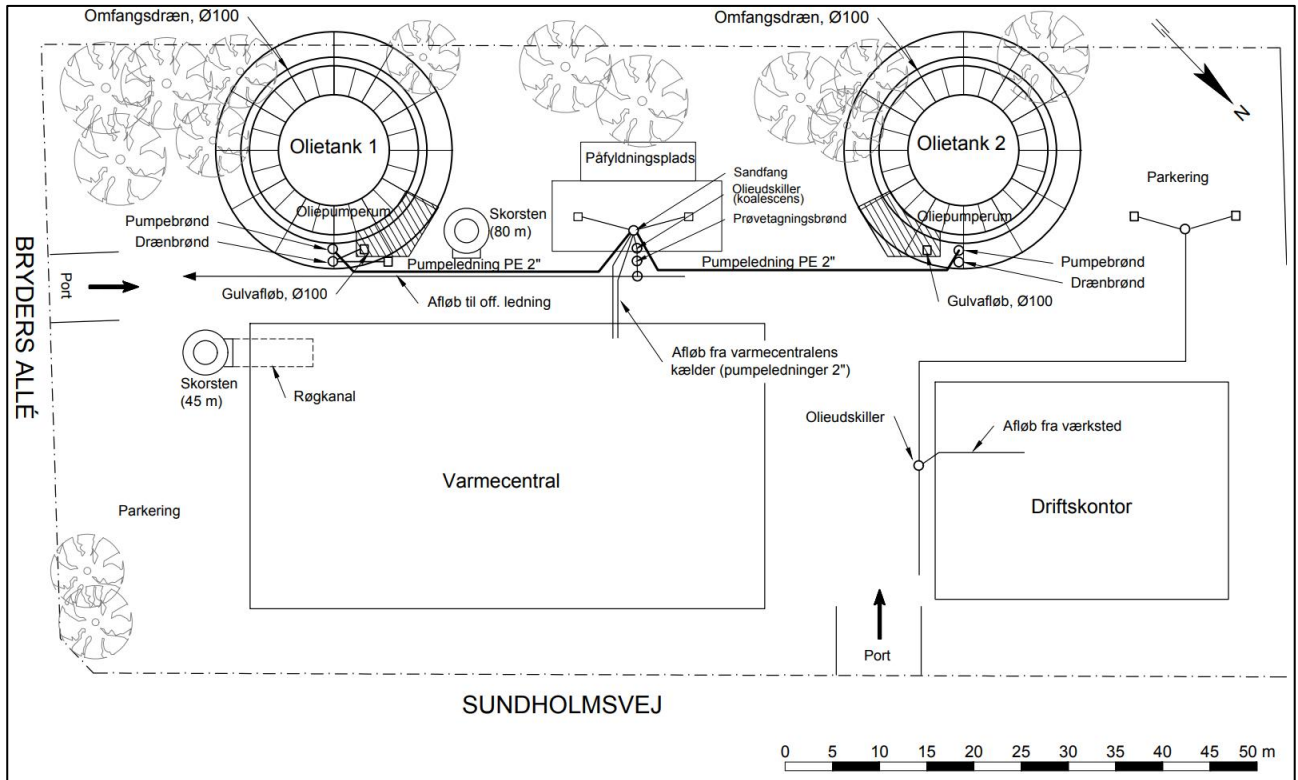 Omfangsdræn, Ø100
Omfangsdræn, Ø100
N
Olietank 1
Olietank 2
Påfyldningsplads
Sandfang
Olieudskiller
(koalescens)
Prøvetagningsbrønd
Parkering
Oliepumperum
Oliepumperum
Skorsten
(80 m)
Pumpebrønd
Drænbrønd
Pumpeledning PE 2"
Pumpeledning PE 2"
Pumpebrønd
Drænbrønd
Gulvafløb, Ø100
Afløb til off. ledning
Gulvafløb, Ø100
BRYDERS ALLÉ
Port
Skorsten
(45 m)
Røgkanal
Afløb fra varmecentralens
kælder (pumpeledninger 2")
Olieudskiller
Afløb fra værksted
Varmecentral
Driftskontor
Parkering
Port
SUNDHOLMSVEJ
0 5 10 15 20 25 30 35 40 45 50 m